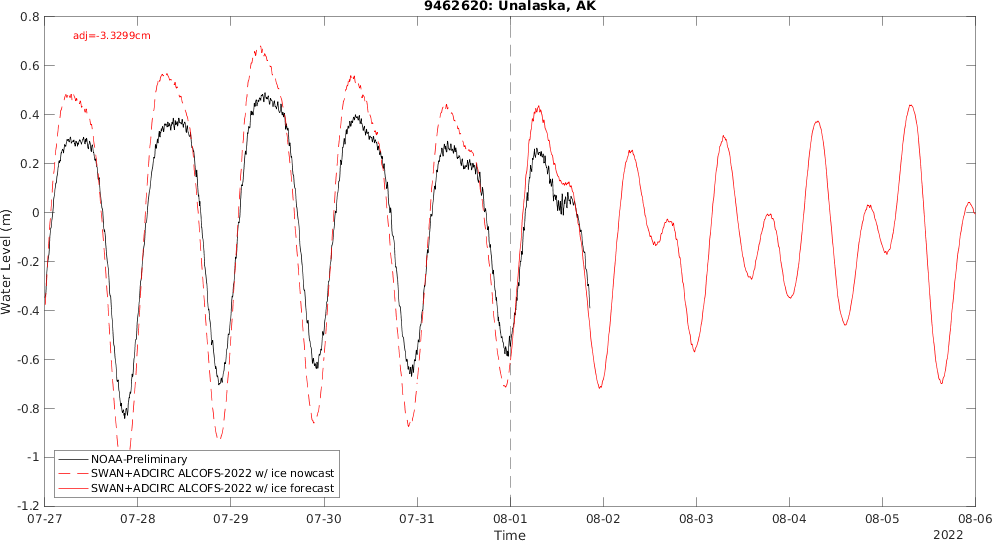 9462620: Unalaska, AK
adj=-3.3299cm
0.8
0.6
0.4
0.2
0
-0.2
-0.4
-0.6
-0.8
-1
-1.2
Water Level (m)
NOAA-Preliminary
SWAN+ADCIRC ALCOFS-2022 w/ ice nowcast
SWAN+ADCIRC ALCOFS-2022 w/ ice forecast
07-27 07-28 07-29 07-30 07-31 08-01 08-02 08-03 08-04 08-05 08-06
Time
2022